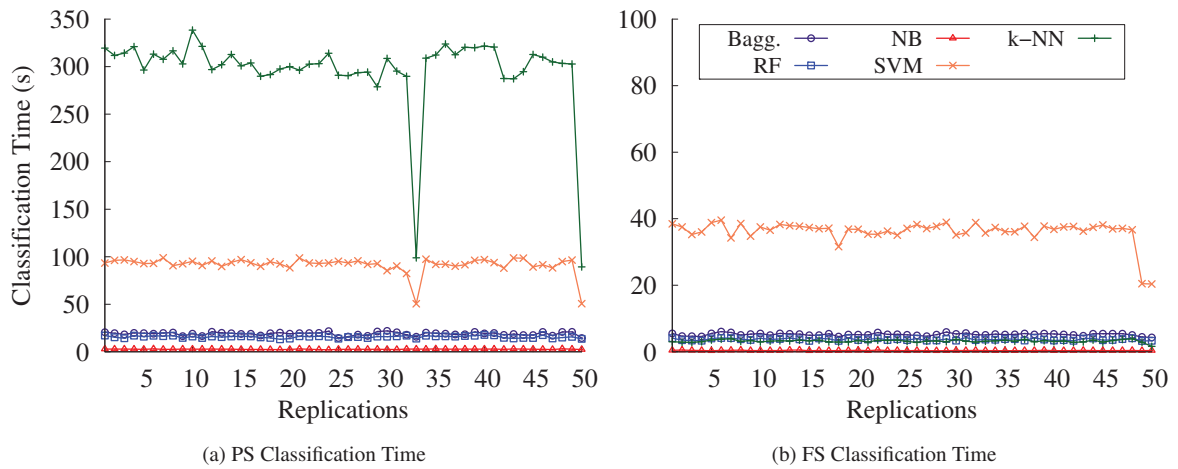 350
300
250
200
150
100
50
0
Classification Time (s)
5 10 15 20 25 30 35 40 45 50
Replications
(a) PS Classification Time
100
80
60
40
20
0
Bagg. NB k−NN
RF SVM
5 10 15 20 25 30 35 40 45 50
Replications
(b) FS Classification Time